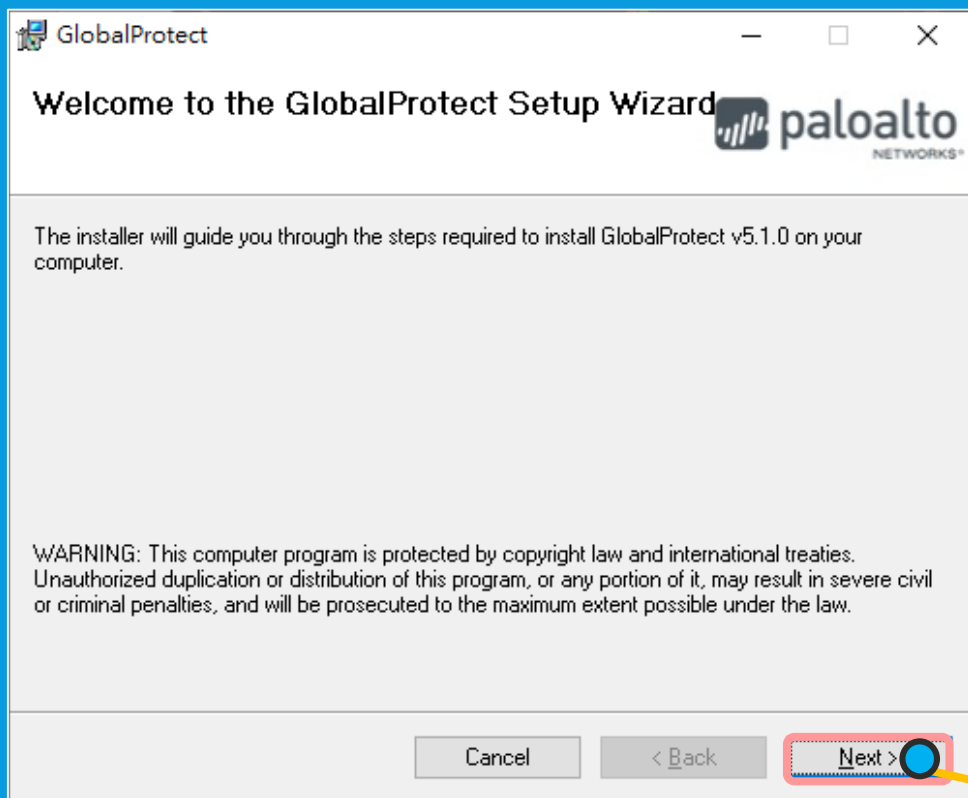 GlobalProtect
Welcome to the GlobalProtect Setup Wizard
paloalto
NETWORKS®
The installer will guide you through the steps required to install GlobalProtect v5.1.0 on your
computer.
WARNING: This computer program is protected by copyright law and international treaties.
Unauthorized duplication or distribution of this program, or any portion of it, may result in severe civil
or criminal penalties, and will be prosecuted to the maximum extent possible under the law.
Cancel
< Back
Next >